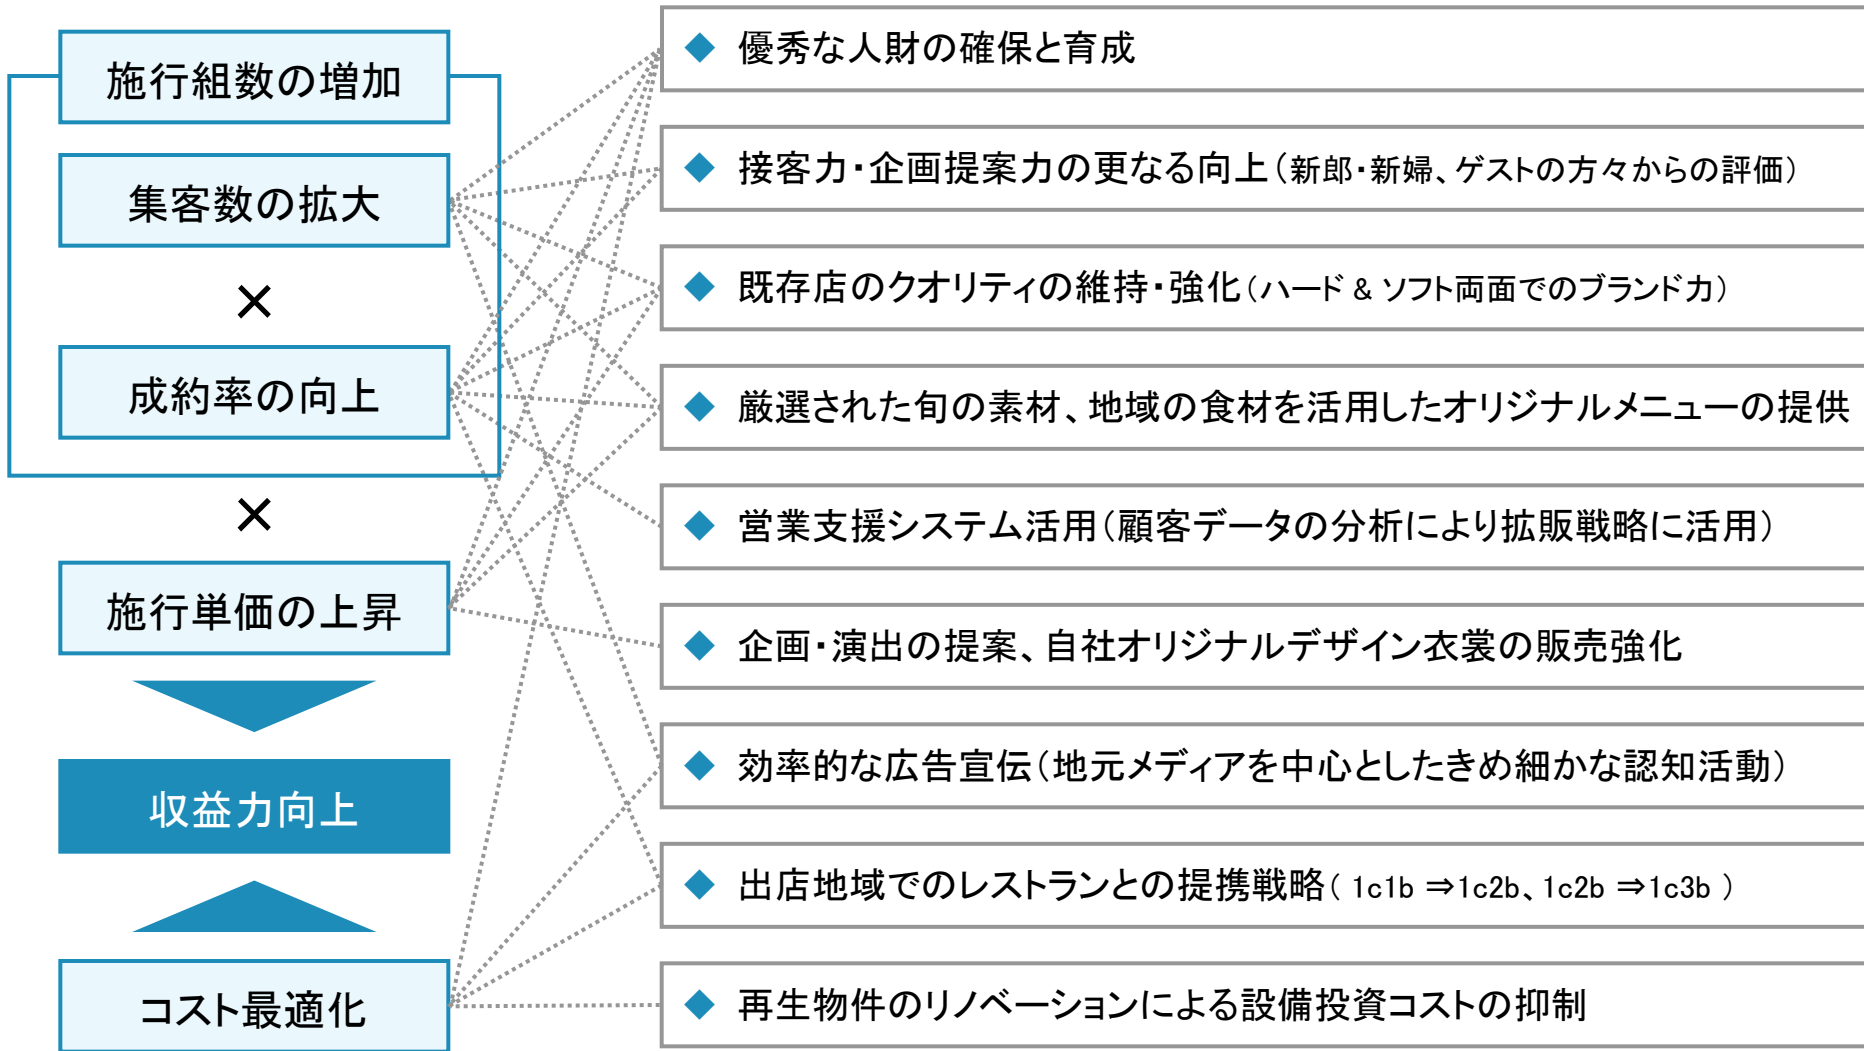 施行組数の増加
集客数の拡大
×
成約率の向上
×
施行単価の上昇
収益力向上
コスト最適化
◆ 優秀な人財の確保と育成
◆ 接客力・企画提案力の更なる向上(新郎・新婦、ゲストの方々からの評価)
◆ 既存店のクオリティの維持・強化(ハード & ソフト両面でのブランド力)
◆ 厳選された旬の素材、地域の食材を活用したオリジナルメニューの提供
◆ 営業支援システム活用(顧客データの分析により拡販戦略に活用)
◆ 企画・演出の提案、自社オリジナルデザイン衣裳の販売強化
◆ 効率的な広告宣伝(地元メディアを中心としたきめ細かな認知活動)
◆ 出店地域でのレストランとの提携戦略( 1c1b ⇒1c2b、1c2b ⇒1c3b )
◆ 再生物件のリノベーションによる設備投資コストの抑制